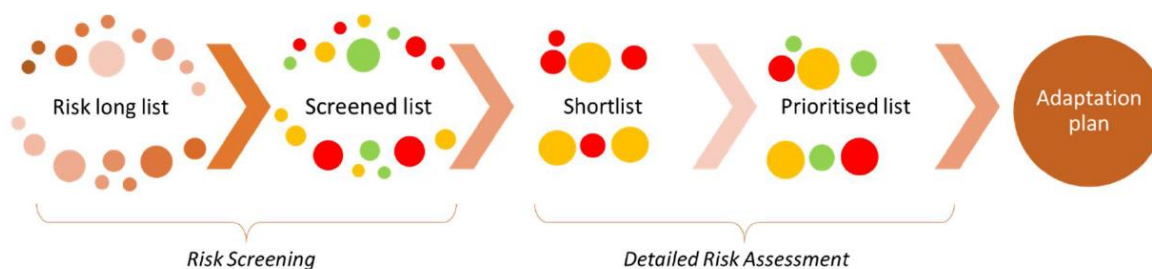 Risk long list
Screened list
Shortlist
Prioritised list
Adaptation
plan
Risk Screening
Detailed Risk Assessment